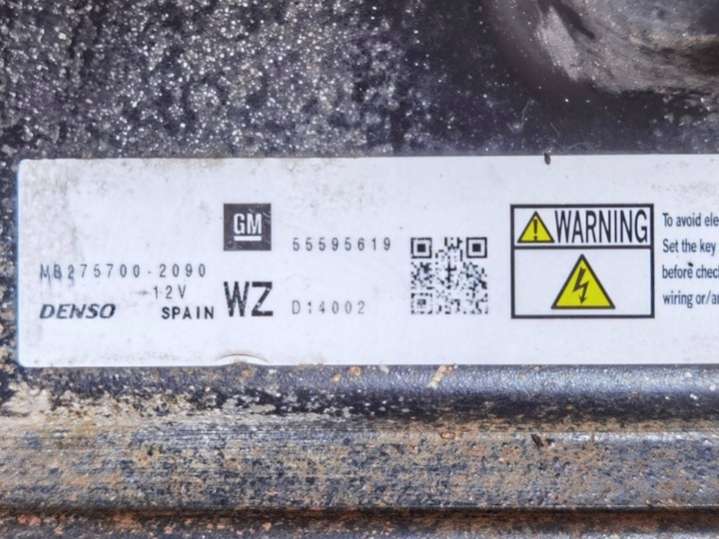 GM
55595619
MB275700-2090
12V
WZ
D14002
DENSO
SPAIN
WARNING
To avoid ele
Set the key
before chec
wiring or/a